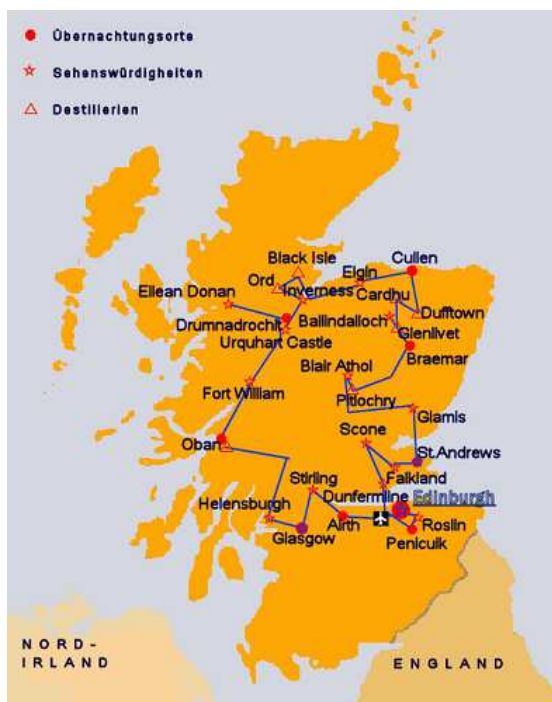 Übernachtungsorte
Sehenswürdigkeiten
Destillerien
Black Isle
Cullen
Ord
Elgin
Eilean Donan
Inverness
Cardhu
Drumnadrochit
Ballindalloch
Dufftown
Urquhart Castle
Glenlivet
Blair Athol
Braemar
Fort William
Pitlochry
Glamis
Scone
Oban
St.Andrews
Stirling
Falkland
Dunfermline
Edinburgh
Helensburgh
Airth
Roslin
Glasgow
Penicuik
NORD-
IRLAND
ENGLAND